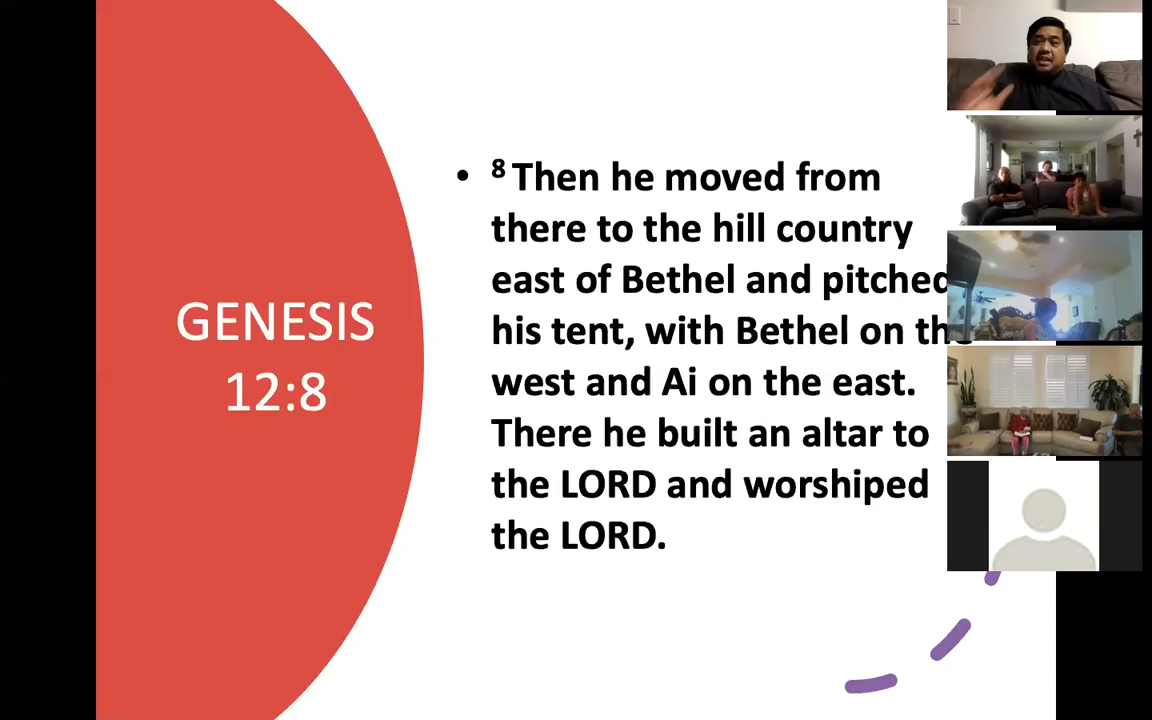 GENESIS
12:8
• 8 Then he moved from
there to the hill country
east of Bethel and pitched
his tent, with Bethel on the
west and Ai on the east.
There he built an altar to
the LORD and worshiped
the LORD.